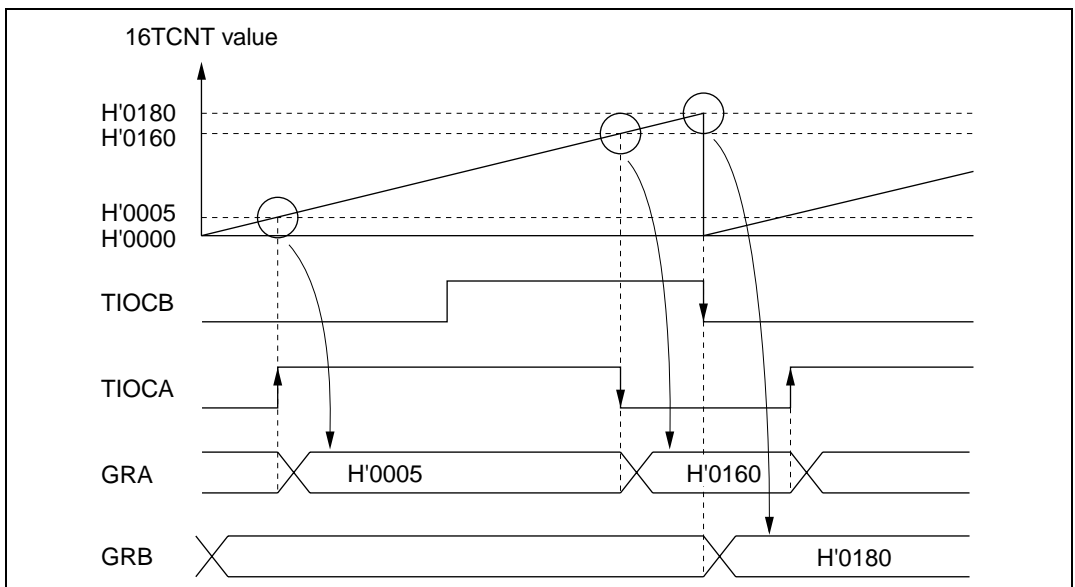 16TCNT value
H'0180
H'0160
H'0005
H'0000
TIOCB
TIOCA
GRA H'0005 H'0160
GRB H'0180